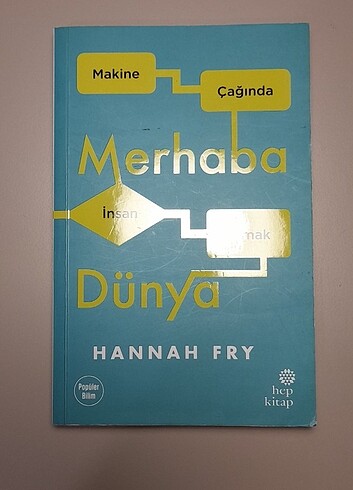 Makine
Çağında
Merhaba
İnsan
Dünya
HANNAH FRY
Popüler
Bilim
hep
kitap